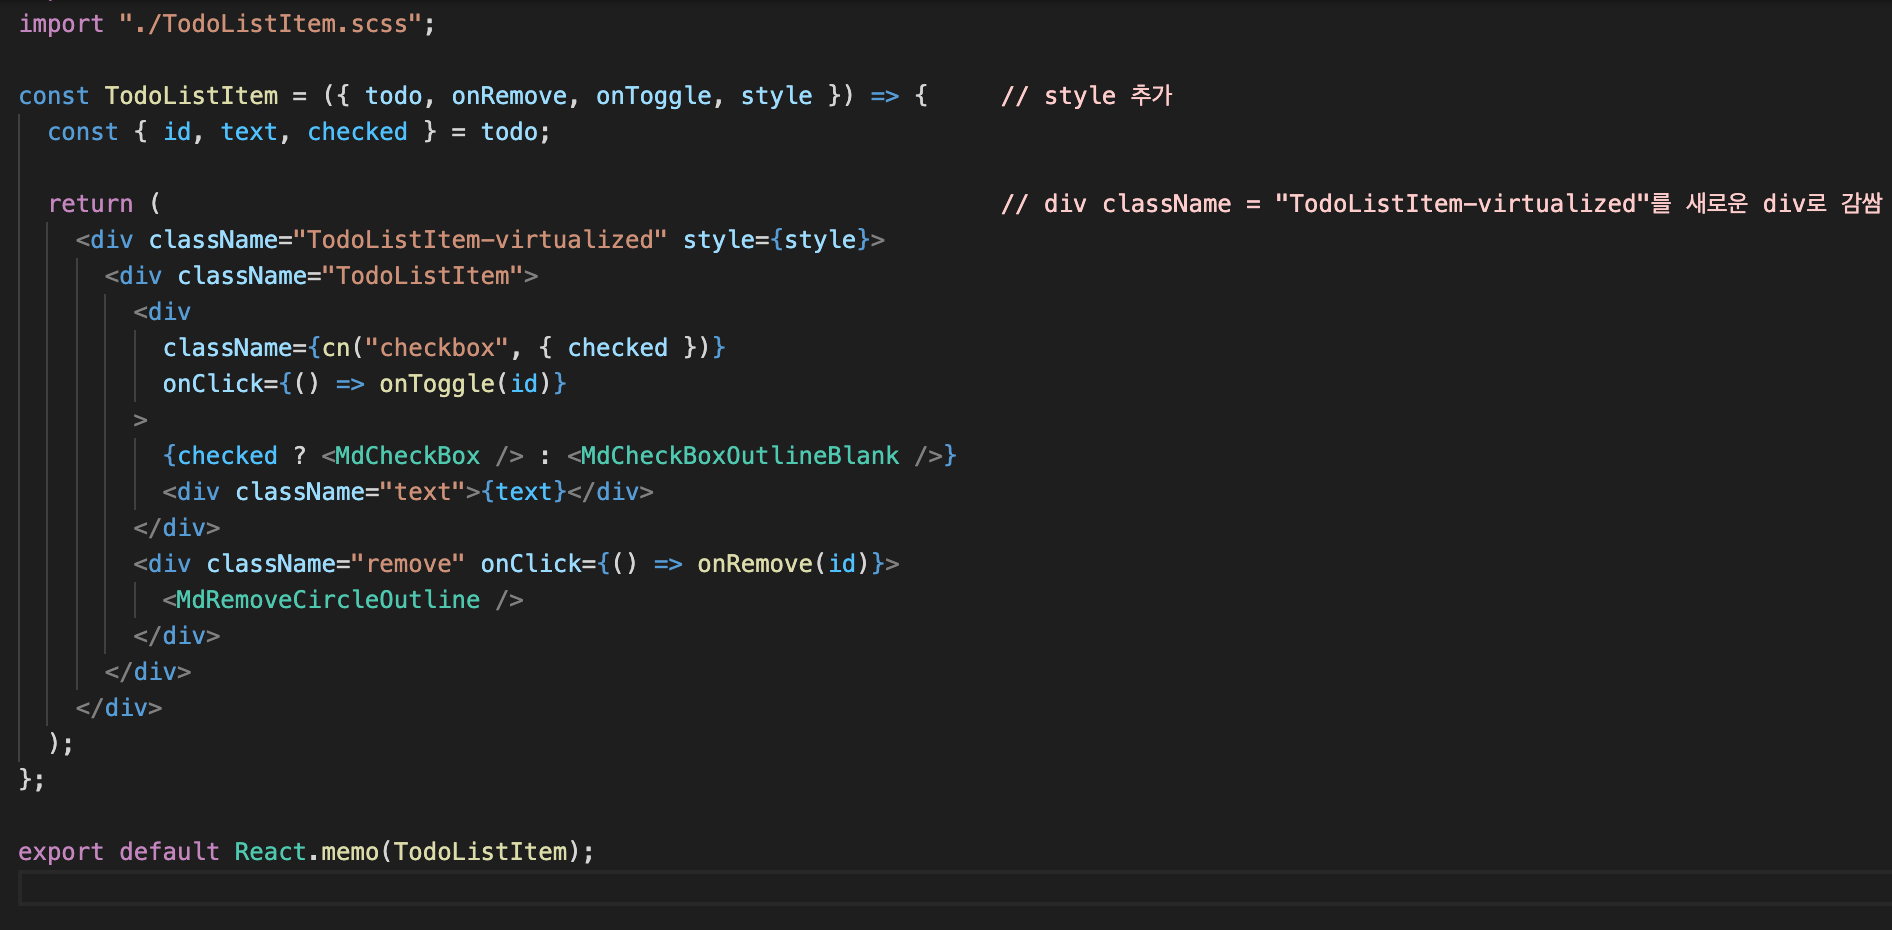 import "./TodoListItem.scss";
const TodoListItem = ({ todo, onRemove, onToggle, style }) => {     // style 추가
  const { id, text, checked } = todo;
  return (                                                          // div className = "TodoListItem-virtualized"를 새로운 div로 감쌈
    <div className="TodoListItem-virtualized" style={style}>
      <div className="TodoListItem">
        <div
          className={cn("checkbox", { checked })}
          onClick={() => onToggle(id)}
        >
          {checked ? <MdCheckBox /> : <MdCheckBoxOutlineBlank />}
          <div className="text">{text}</div>
        </div>
        <div className="remove" onClick={() => onRemove(id)}>
          <MdRemoveCircleOutline />
        </div>
      </div>
    </div>
  );
};
export default React.memo(TodoListItem);